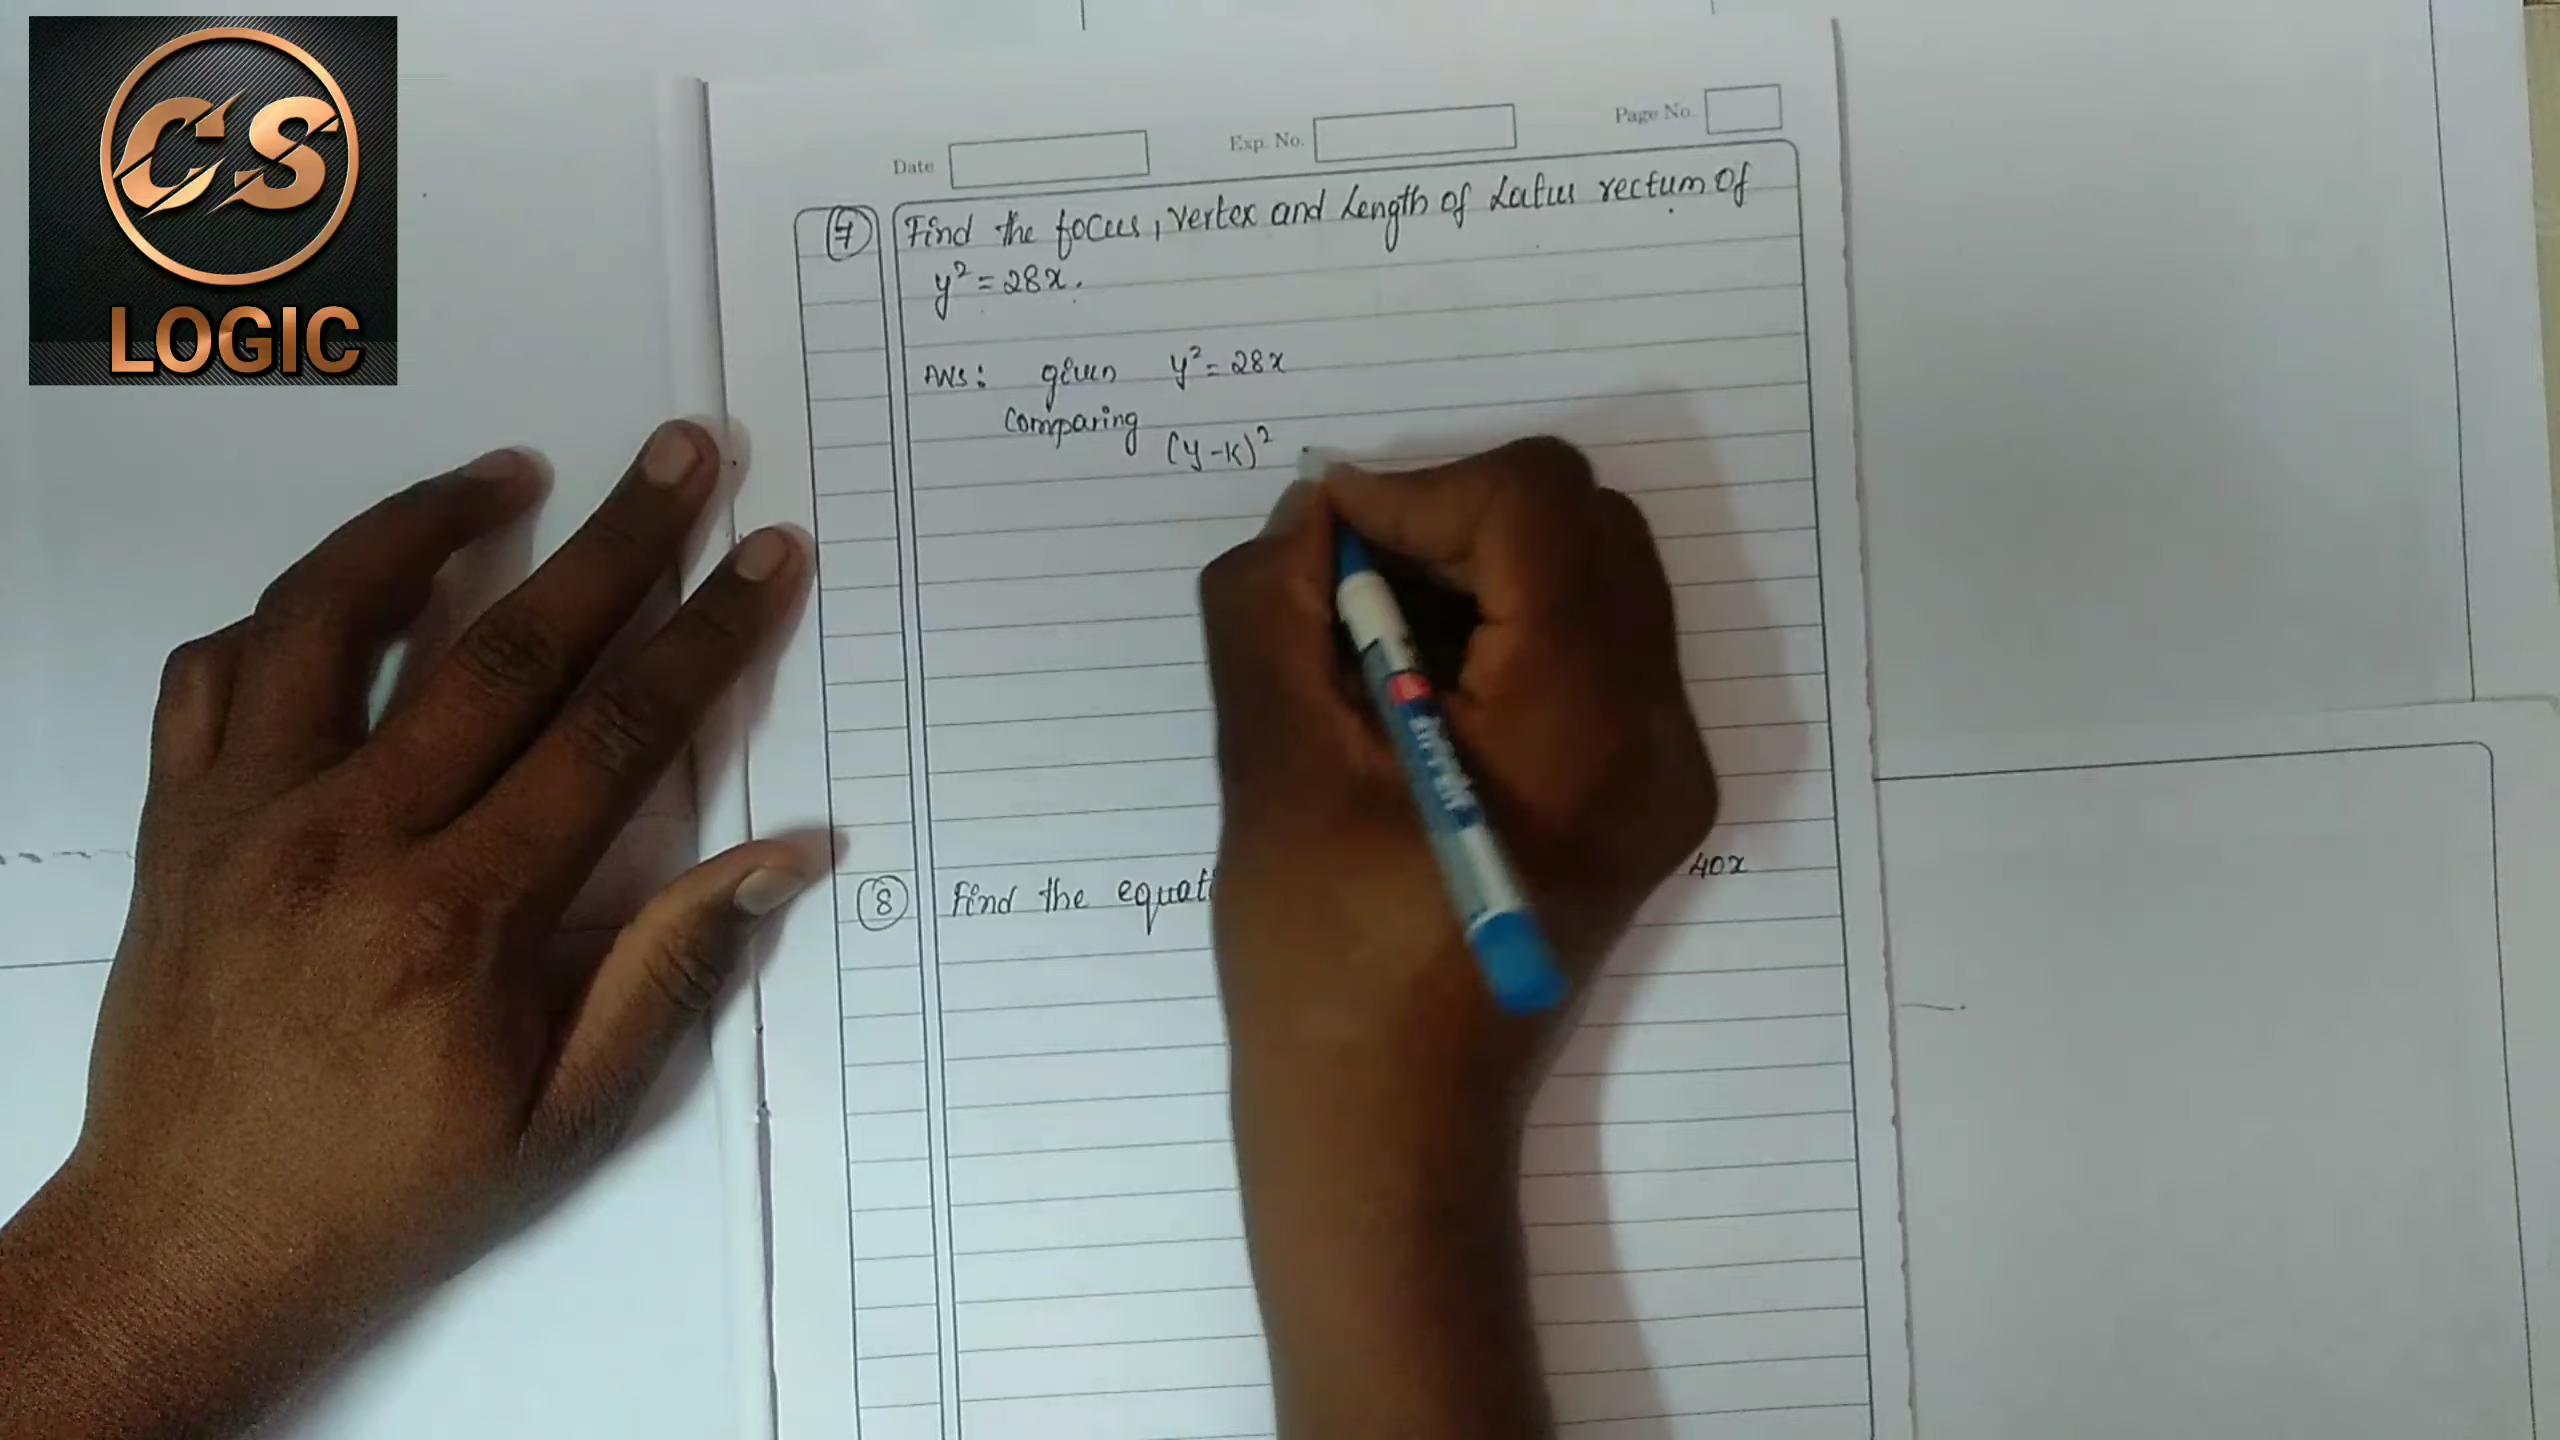 CS
LOGIC
Date
Exp. No.
Page No.
7 Find the focus, vertex and Length of Latus rectum of
y² = 28x.
Ans: given y² = 28x
Comparing
(y-k)²
8 Find the equati 40x